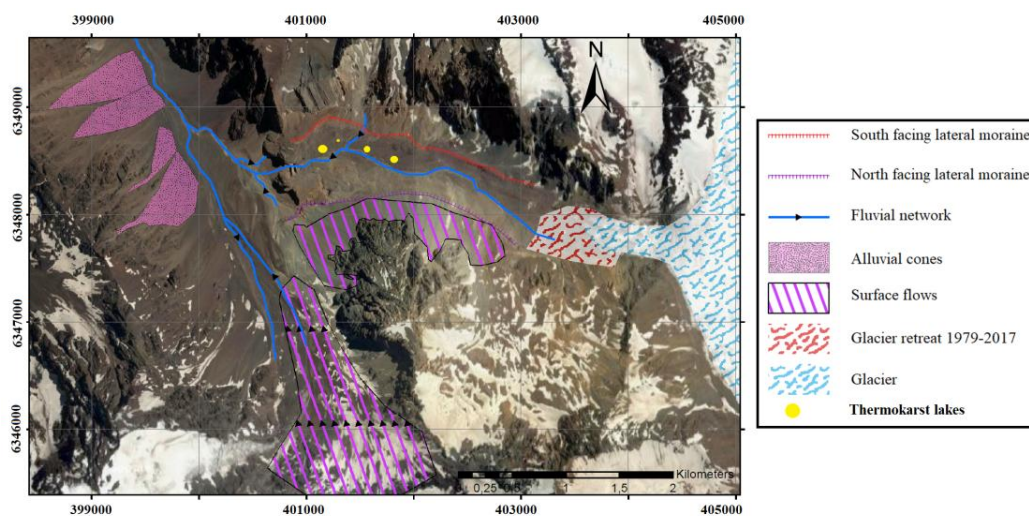 399000 401000 403000 405000
6349000
6348000
6347000
6346000
N
Kilometers
0,25 0,5 1 1,5 2
399000 401000 403000 405000
South facing lateral moraine
North facing lateral moraine
Fluvial network
Alluvial cones
Surface flows
Glacier retreat 1979-2017
Glacier
Thermokarst lakes